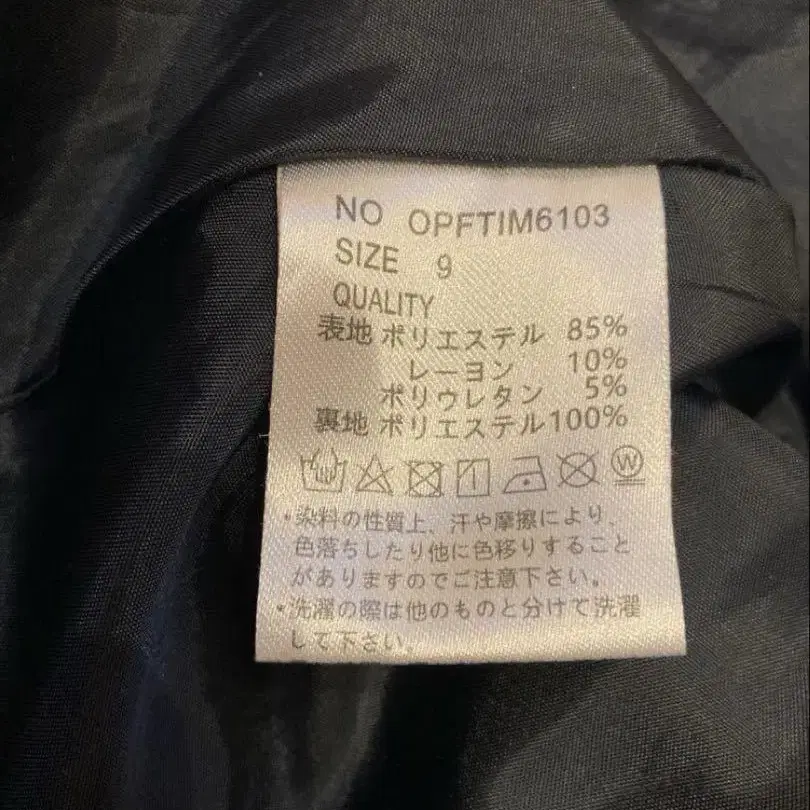 NO OPFTIM6103
SIZE 9
QUALITY
表地 ポリエステル 85%
レーヨン 10%
ポリウレタン 5%
裏地 ポリエステル100%
W
・染料の性質上、汗や摩擦により、
色落ちしたり他に色移りすること
がありますのでご注意下さい。
・洗濯の際は他のものと分けて洗濯
して下さい。